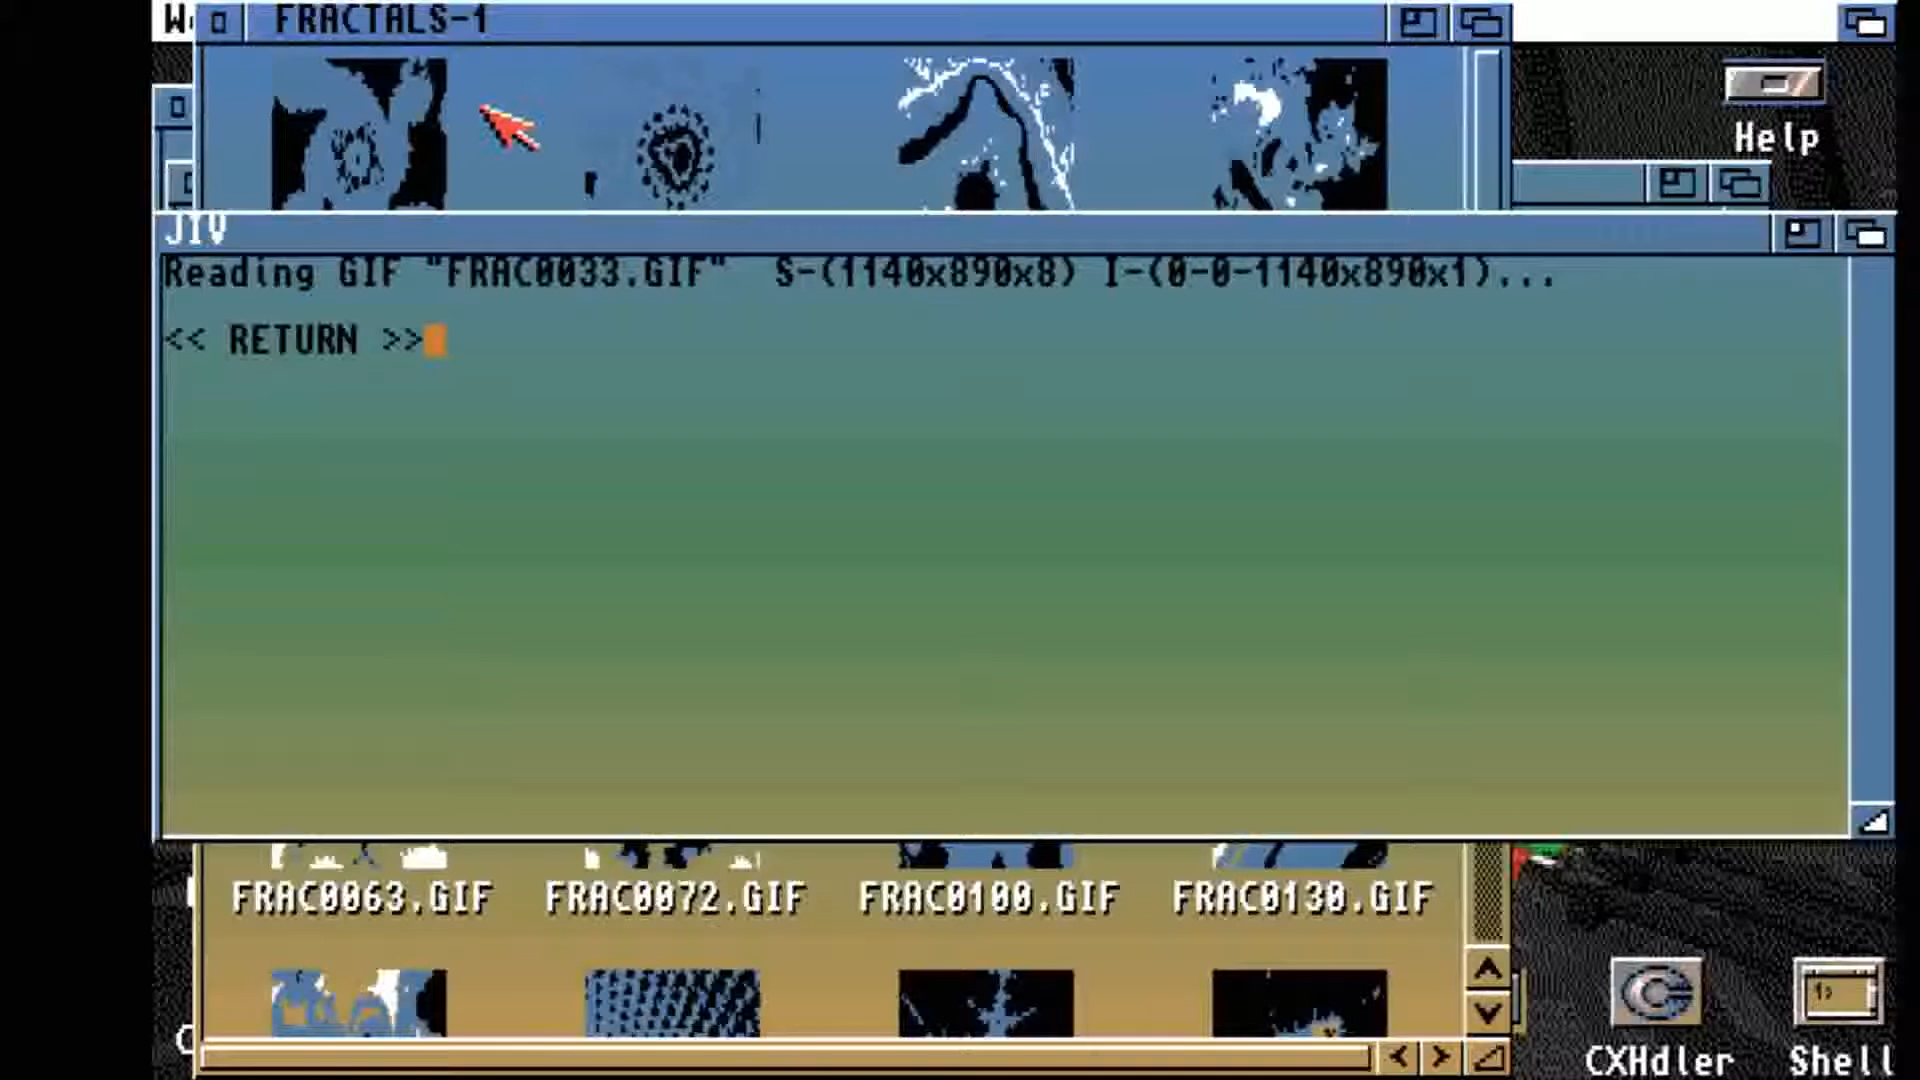 FRACTALS-1
Help
JIV
Reading GIF "FRAC0033.GIF"  S-(1140x890x8) I-(0-0-1140x890x1)...
<< RETURN >>
FRAC0063.GIF FRAC0072.GIF FRAC0100.GIF FRAC0130.GIF
CXHdler Shell